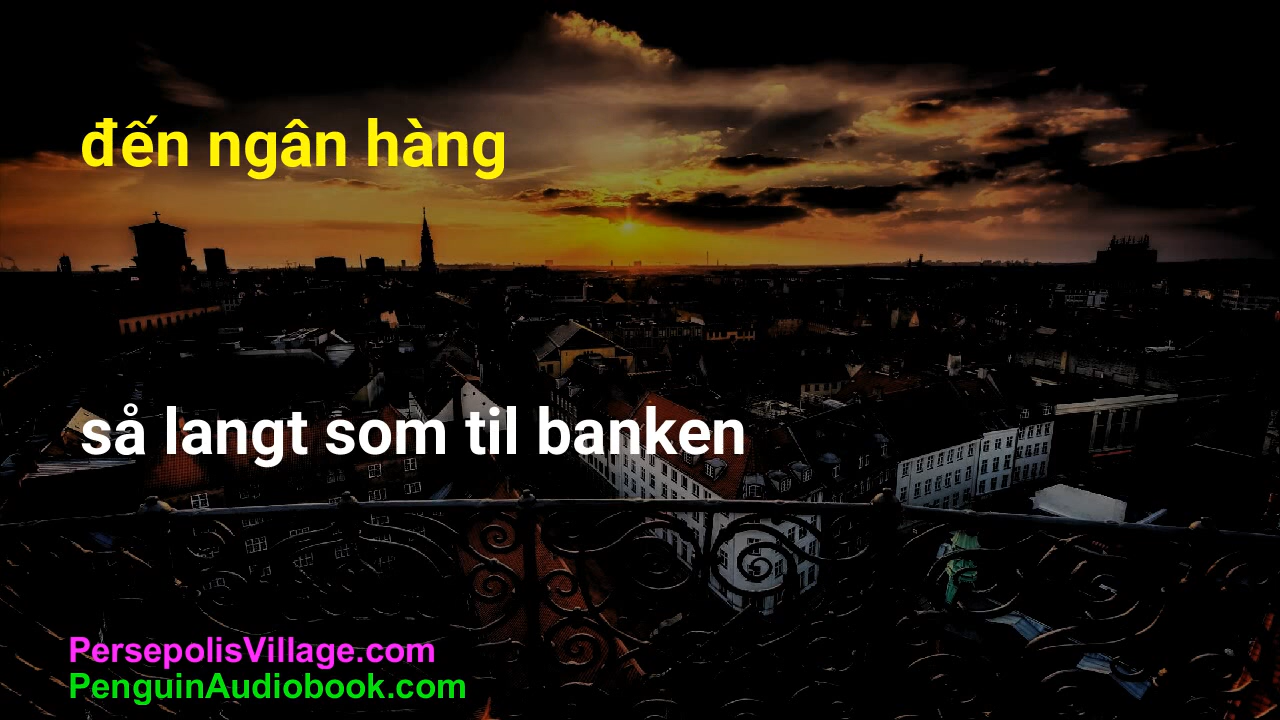 đến ngân hàng
så langt som til banken
PersepolisVillage.com
PenguinAudiobook.com